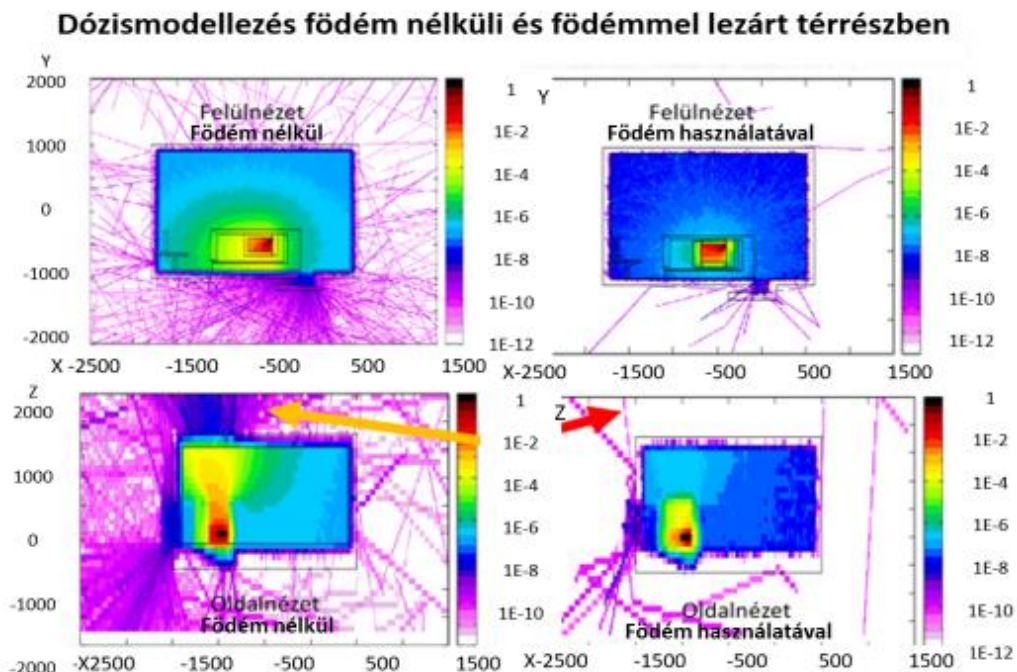 Dózismodellezés födém nélküli és födémmel lezárt térrészben
Y
2000
1000
0
-1000
-2000
Felülnézet
Födém nélkül
1
1E-2
1E-4
1E-6
1E-8
1E-10
1E-12
X -2500 -1500 -500 500 1500
Y
Felülnézet
Födém használatával
1
1E-2
1E-4
1E-6
1E-8
1E-10
1E-12
X-2500 -1500 -500 500 1500
Z
2000
1000
0
-1000
-2000
Oldalnézet
Födém nélkül
1
1E-2
1E-4
1E-6
1E-8
1E-10
-X2500 -1500 -500 500
Z
Oldalnézet
Födém használatával
1
1E-2
1E-4
1E-6
1E-8
1E-10
1E-12
X-2500 -1500 -500 500 1500